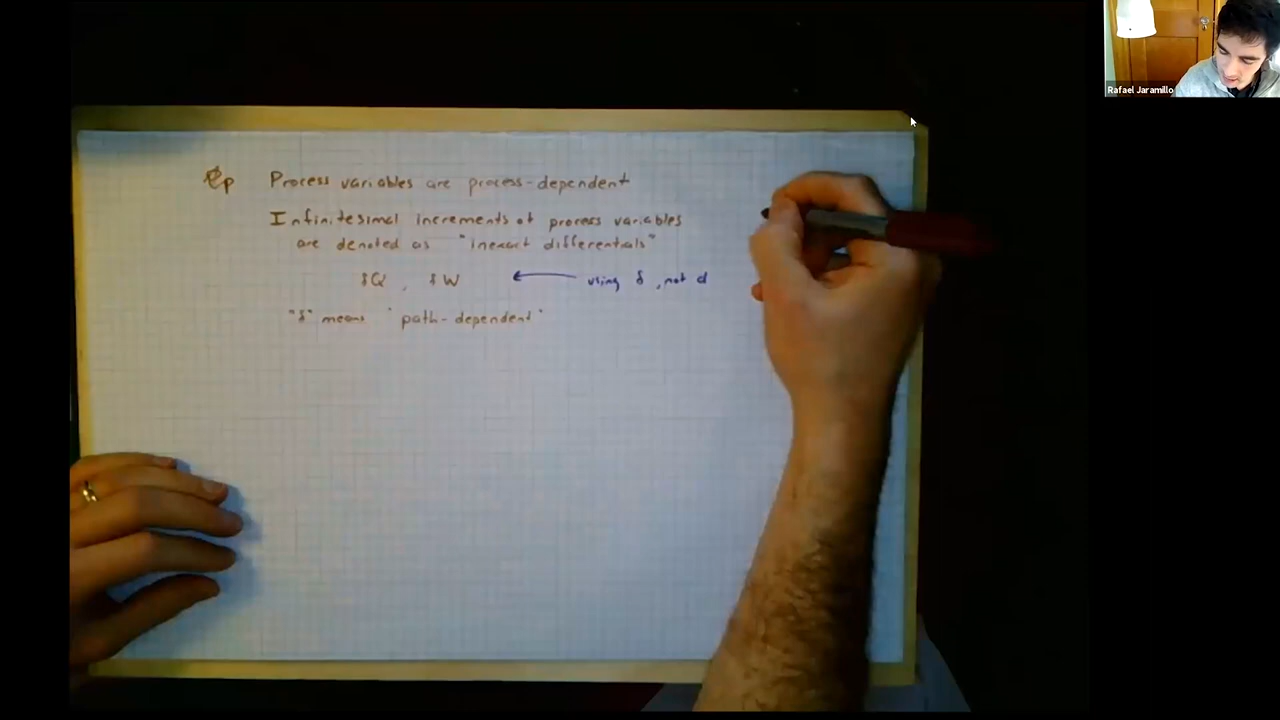 Process variables are process-dependent
Infinitesimal increments of process variables
are denoted as "inexact differentials"
δQ , δW ← using δ, not d
"δ" means "path-dependent"
Rafael Jaramillo